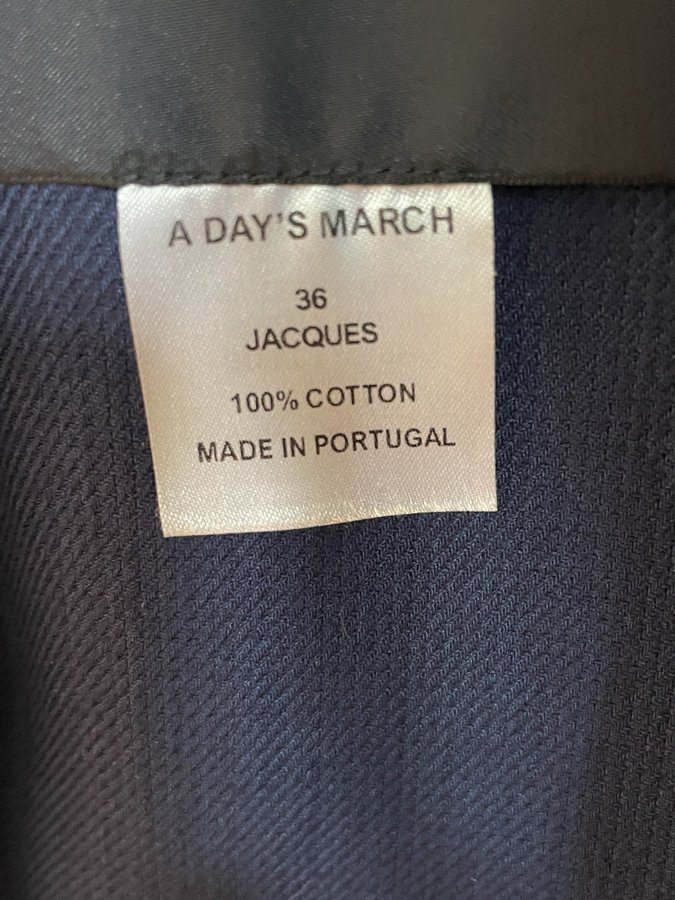 A DAY'S MARCH
36
JACQUES
100% COTTON
MADE IN PORTUGAL